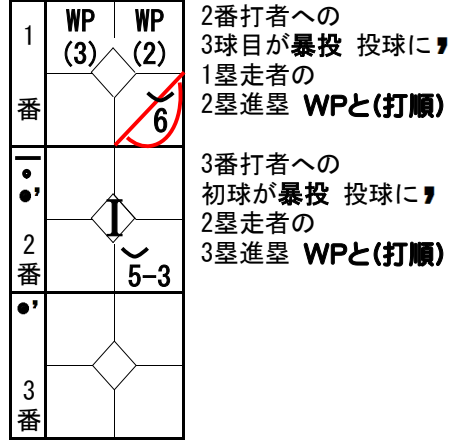 1
番
WP
(3)
WP
(2)
6
2番打者への
3球目が暴投 投球に❜
1塁走者の
2塁進塁 WPと(打順)
2
番
I
5-3
3番打者への
初球が暴投 投球に❜
2塁走者の
3塁進塁 WPと(打順)
3
番